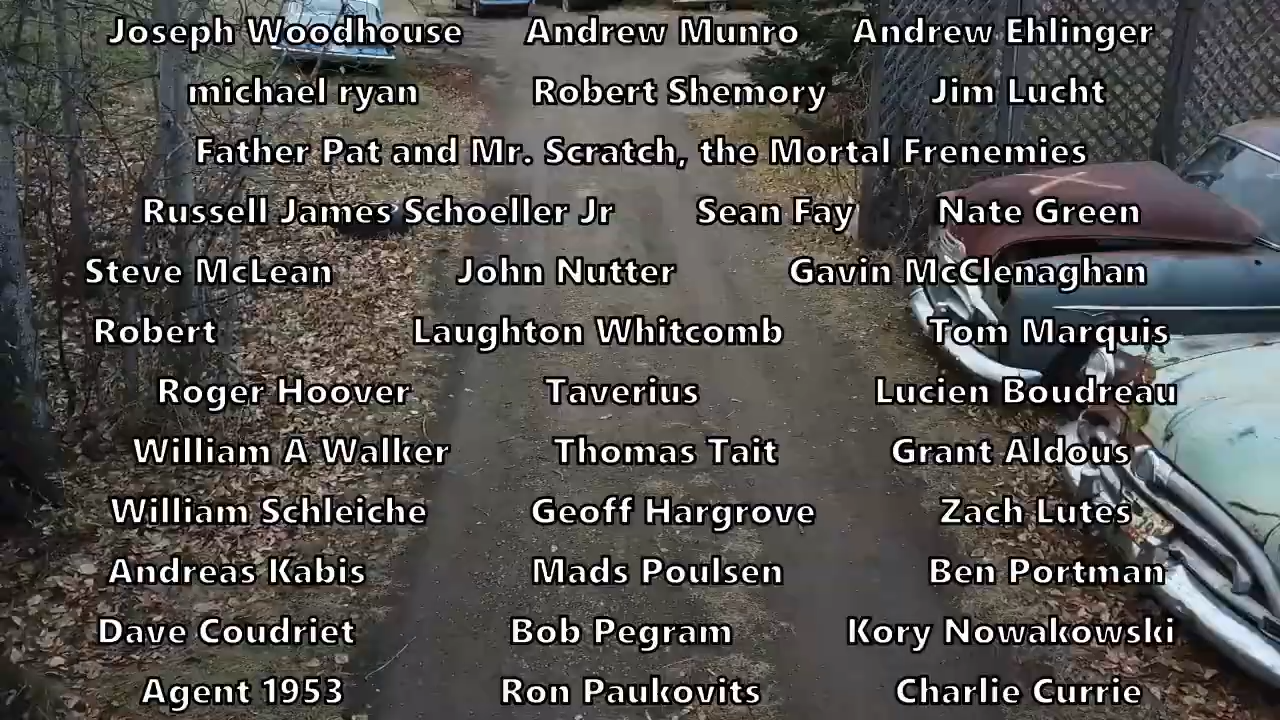 Joseph Woodhouse Andrew Munro Andrew Ehlinger
michael ryan Robert Shemory Jim Lucht
Father Pat and Mr. Scratch, the Mortal Frenemies
Russell James Schoeller Jr Sean Fay Nate Green
Steve McLean John Nutter Gavin McClenaghan
Robert Laughton Whitcomb Tom Marquis
Roger Hoover Taverius Lucien Boudreau
William A Walker Thomas Tait Grant Aldous
William Schleiche Geoff Hargrove Zach Lutes
Andreas Kabis Mads Poulsen Ben Portman
Dave Coudriet Bob Pegram Kory Nowakowski
Agent 1953 Ron Paukovits Charlie Currie